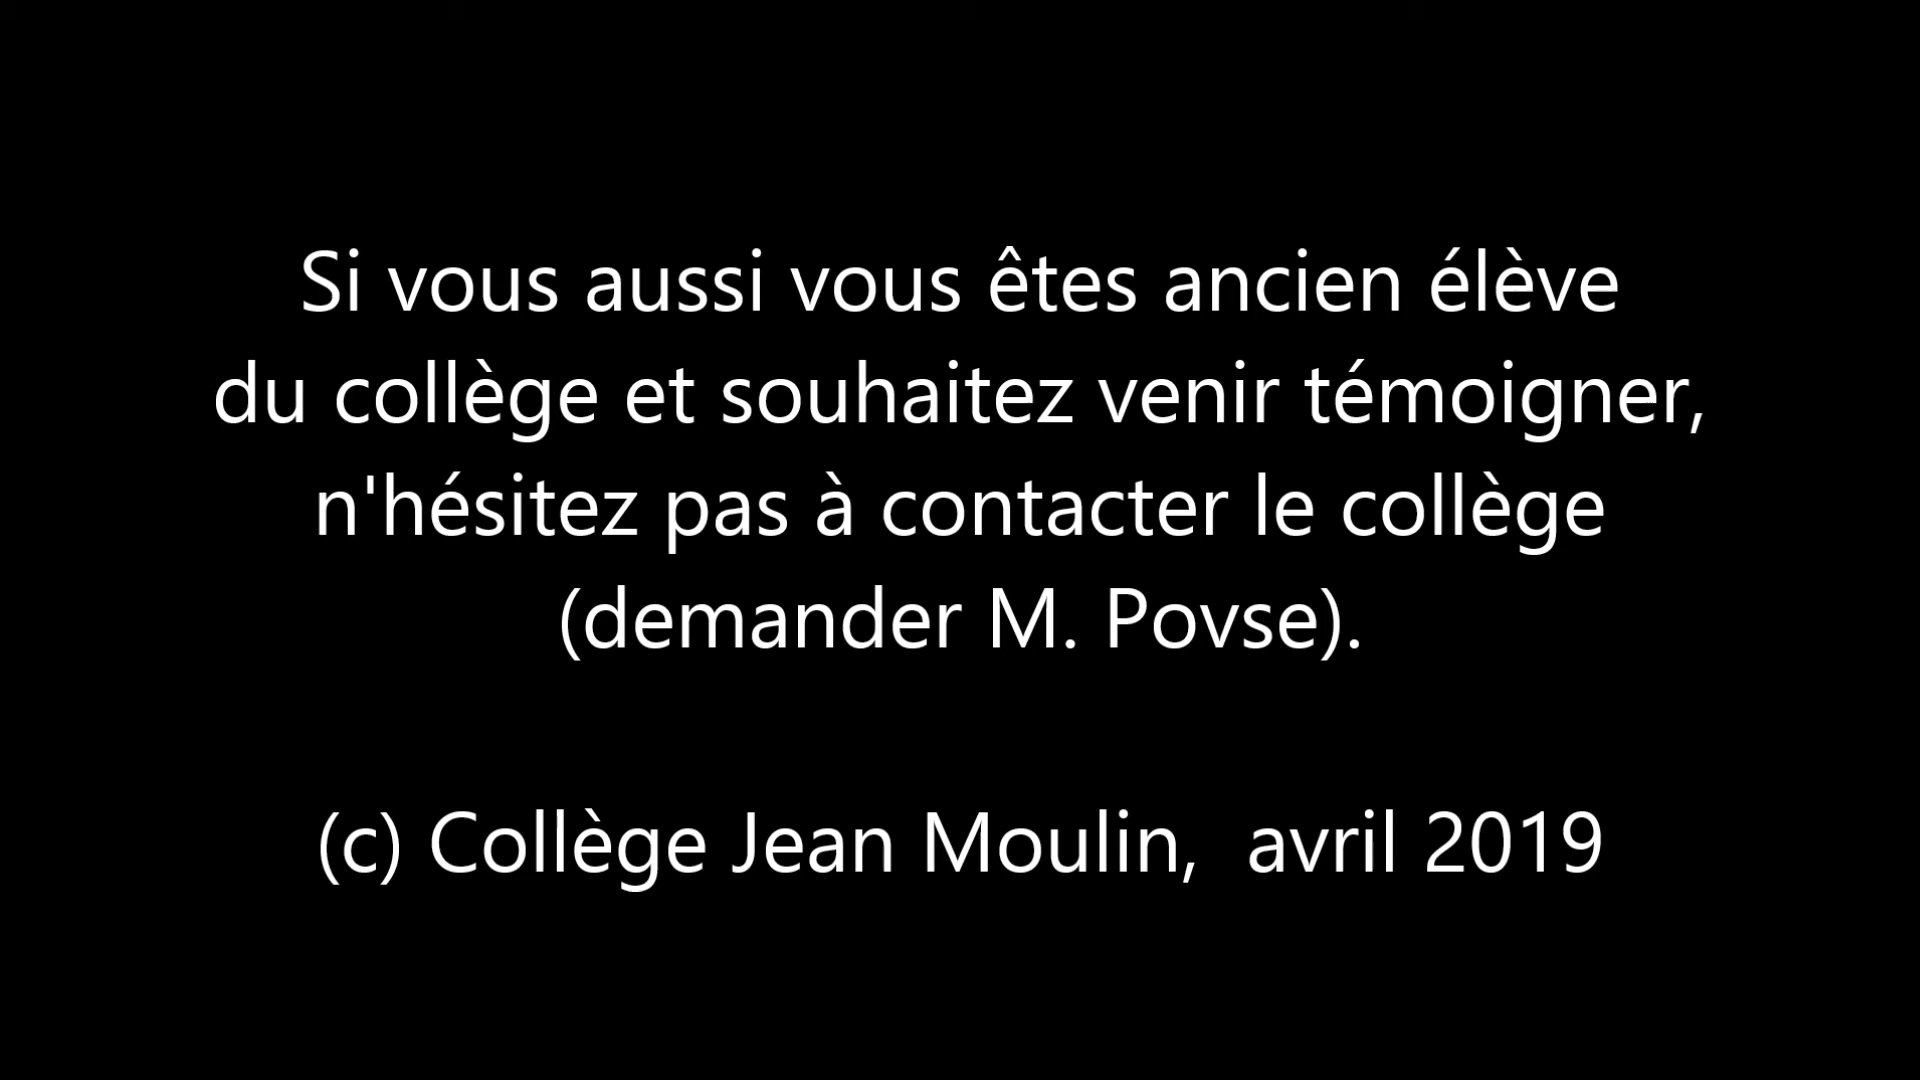 Si vous aussi vous êtes ancien élève
du collège et souhaitez venir témoigner,
n'hésitez pas à contacter le collège
(demander M. Povse).
(c) Collège Jean Moulin,  avril 2019